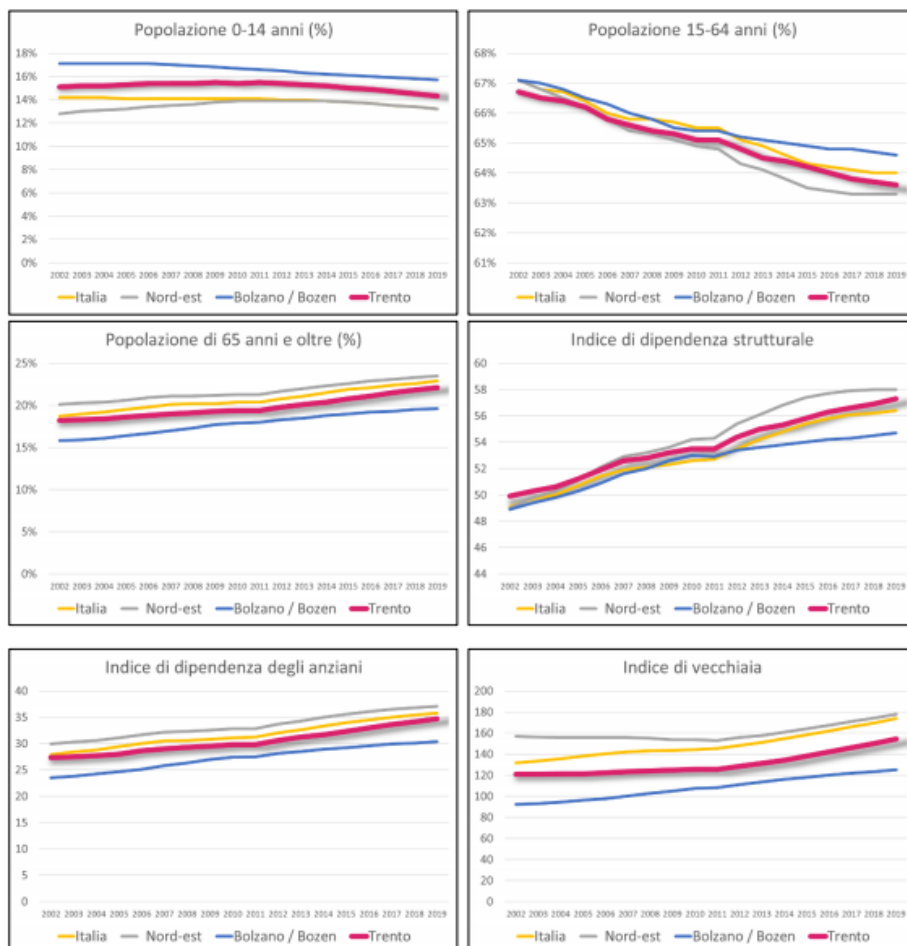 Popolazione 0-14 anni (%)
18%
16%
14%
12%
10%
8%
6%
4%
2%
0%
2002 2003 2004 2005 2006 2007 2008 2009 2010 2011 2012 2013 2014 2015 2016 2017 2018 2019
Italia Nord-est Bolzano / Bozen Trento
Popolazione 15-64 anni (%)
68%
67%
66%
65%
64%
63%
62%
61%
2002 2003 2004 2005 2006 2007 2008 2009 2010 2011 2012 2013 2014 2015 2016 2017 2018 2019
Italia Nord-est Bolzano / Bozen Trento
Popolazione di 65 anni e oltre (%)
25%
20%
15%
10%
5%
0%
2002 2003 2004 2005 2006 2007 2008 2009 2010 2011 2012 2013 2014 2015 2016 2017 2018 2019
Italia Nord-est Bolzano / Bozen Trento
Indice di dipendenza strutturale
60
58
56
54
52
50
48
46
44
2002 2003 2004 2005 2006 2007 2008 2009 2010 2011 2012 2013 2014 2015 2016 2017 2018 2019
Italia Nord-est Bolzano / Bozen Trento
Indice di dipendenza degli anziani
40
35
30
25
20
15
10
5
0
2002 2003 2004 2005 2006 2007 2008 2009 2010 2011 2012 2013 2014 2015 2016 2017 2018 2019
Italia Nord-est Bolzano / Bozen Trento
Indice di vecchiaia
200
180
160
140
120
100
80
60
40
20
0
2002 2003 2004 2005 2006 2007 2008 2009 2010 2011 2012 2013 2014 2015 2016 2017 2018 2019
Italia Nord-est Bolzano / Bozen Trento